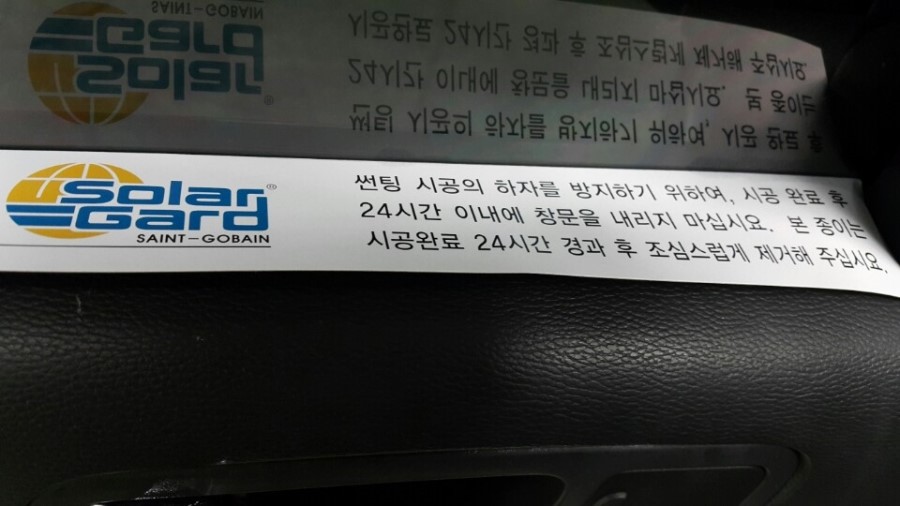 Solar
Gard®
SAINT-GOBAIN
썬팅 시공의 하자를 방지하기 위하여, 시공 완료 후
24시간 이내에 창문을 내리지 마십시요. 본 종이는
시공완료 24시간 경과 후 조심스럽게 제거해 주십시요.